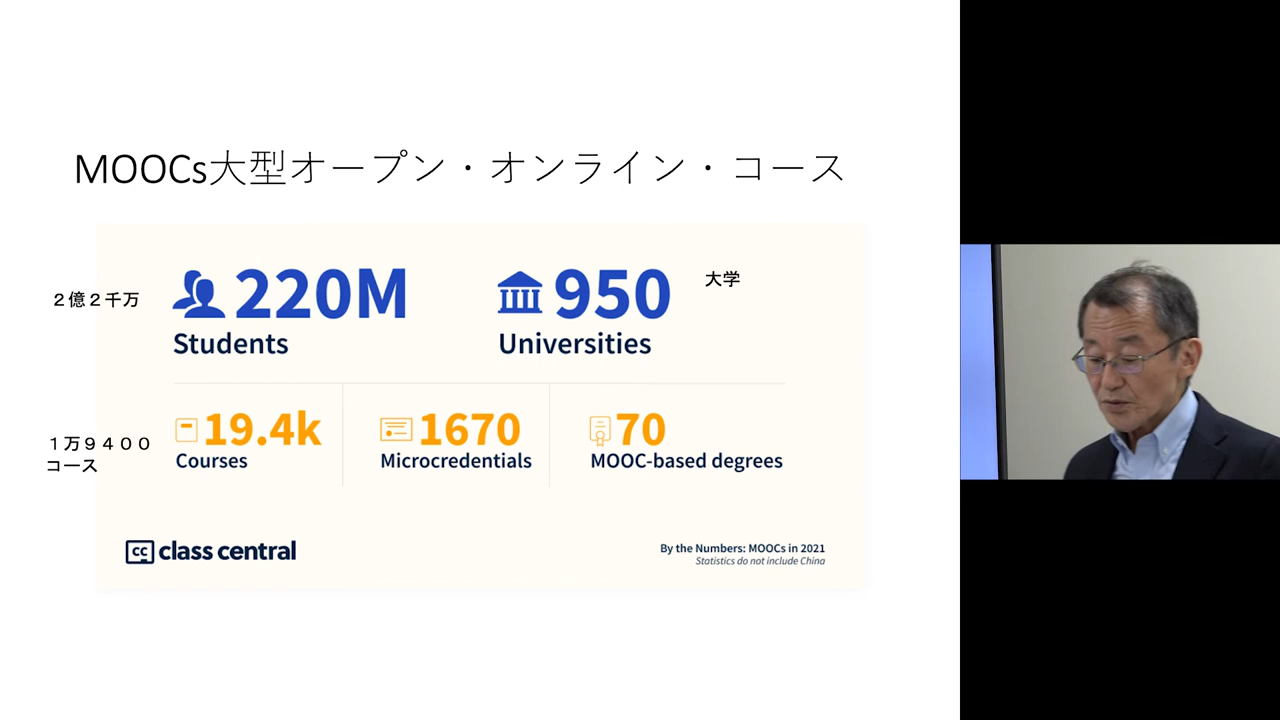 MOOCs大型オープン・オンライン・コース
２億２千万
220M
Students
950
Universities
大学
１万９４００
コース
19.4k
Courses
1670
Microcredentials
70
MOOC-based degrees
cc class central
By the Numbers: MOOCs in 2021
Statistics do not include China